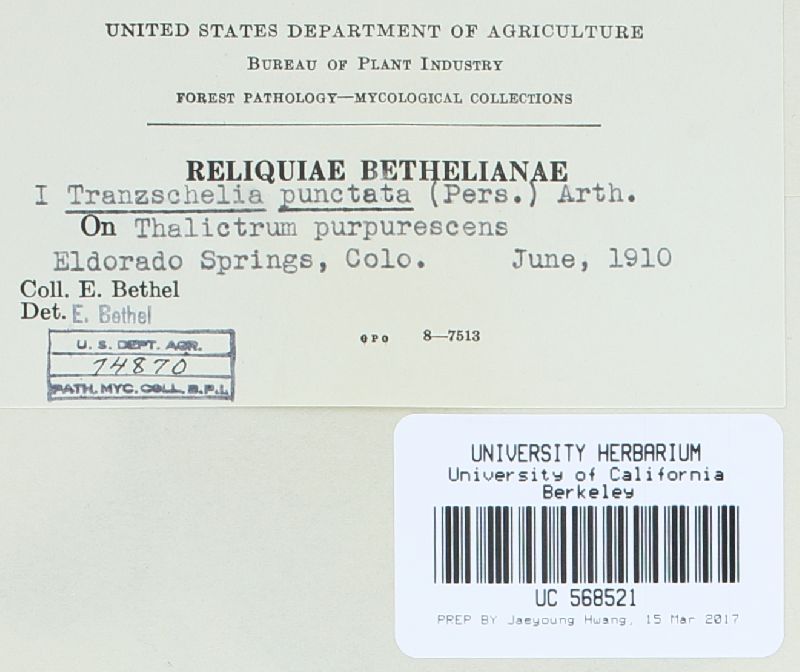 UNITED STATES DEPARTMENT OF AGRICULTURE
BUREAU OF PLANT INDUSTRY
FOREST PATHOLOGY—MYCOLOGICAL COLLECTIONS
RELIQUIAE BETHELIANAE
I Tranzschelia punctata (Pers.) Arth.
On Thalictrum purpurescens
Eldorado Springs, Colo. June, 1910
Coll. E. Bethel
Det. E. Bethel
GPO 8—7513
U. S. DEPT. AGR.
74870
PATH. MYC. COLL. B.P.I.
UNIVERSITY HERBARIUM
University of California
Berkeley
UC 568521
PREP BY Jaeyoung Hwang, 15 Mar 2017